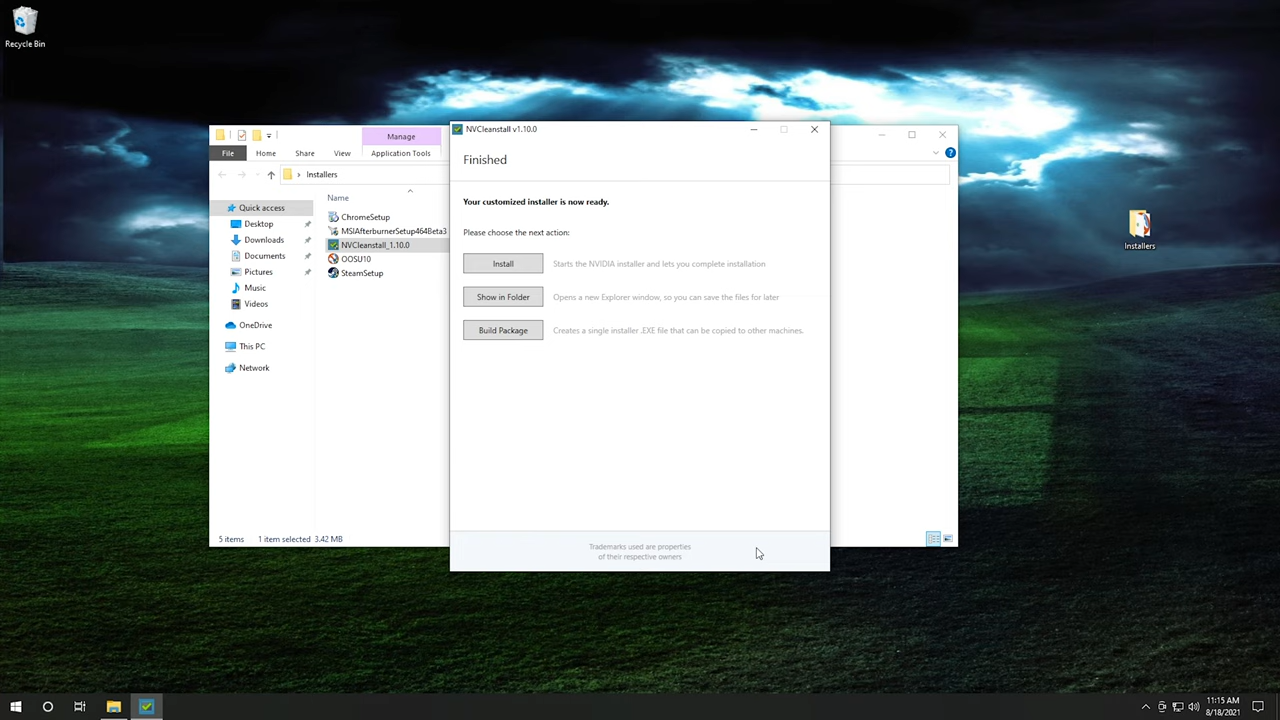 Recycle Bin
Manage
File
Home
Share
View
Application Tools
Installers
Quick access
Desktop
Downloads
Documents
Pictures
Music
Videos
OneDrive
This PC
Network
Name
ChromeSetup
MSIAfterburnerSetup464Beta3
NVCleanstall_1.10.0
OOSU10
SteamSetup
5 items
1 item selected 3.42 MB
NVCleanstall v1.10.0
Finished
Your customized installer is now ready.
Please choose the next action:
Install
Starts the NVIDIA installer and lets you complete installation
Show in Folder
Opens a new Explorer window, so you can save the files for later
Build Package
Creates a single installer .EXE file that can be copied to other machines.
Trademarks used are properties
of their respective owners
Installers
11:15 AM
8/18/2021